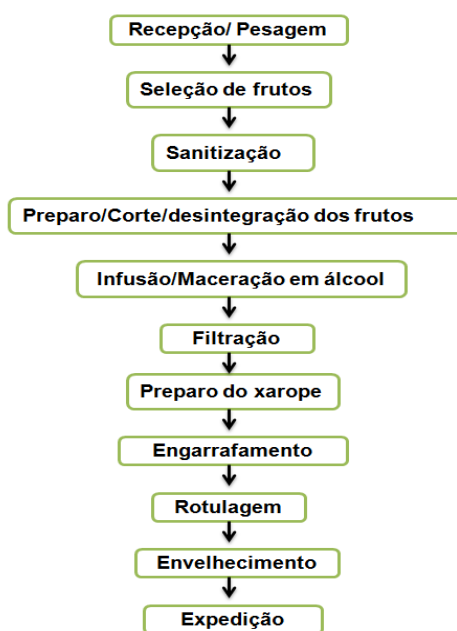 Recepção/ Pesagem
Seleção de frutos
Sanitização
Preparo/Corte/desintegração dos frutos
Infusão/Maceração em álcool
Filtração
Preparo do xarope
Engarrafamento
Rotulagem
Envelhecimento
Expedição